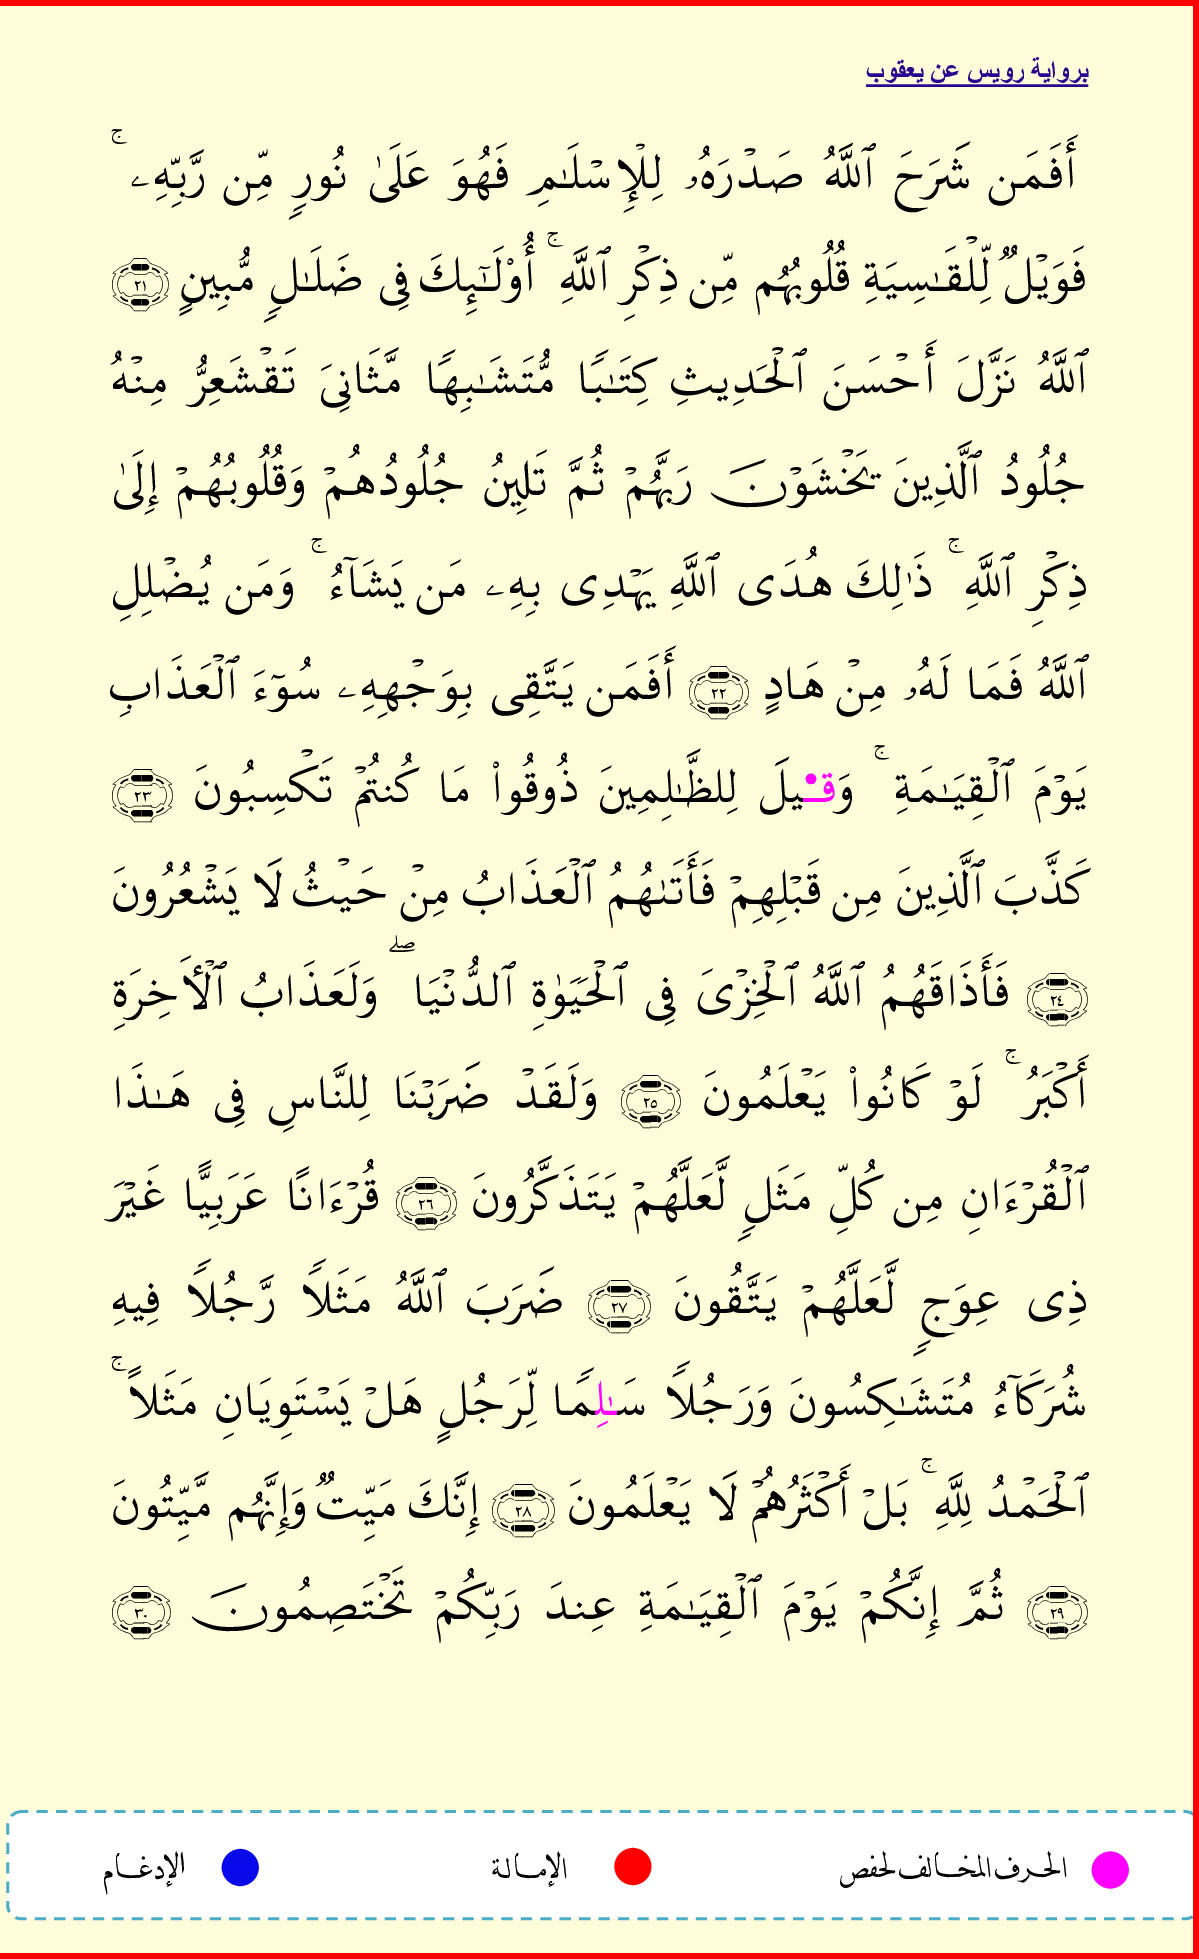 برواية رويس عن يعقوب
أَفَمَن شَرَحَ ٱللَّهُ صَدْرَهُۥ لِلْإِسْلَـٰمِ فَهُوَ عَلَىٰ نُورٍ مِّن رَّبِّهِۦ ۚ
فَوَيْلٌ لِّلْقَـٰسِيَةِ قُلُوبُهُم مِّن ذِكْرِ ٱللَّهِ ۚ أُو۟لَـٰٓئِكَ فِى ضَلَـٰلٍ مُّبِينٍ ٢١
ٱللَّهُ نَزَّلَ أَحْسَنَ ٱلْحَدِيثِ كِتَـٰبًا مُّتَشَـٰبِهًا مَّثَانِىَ تَقْشَعِرُّ مِنْهُ
جُلُودُ ٱلَّذِينَ يَخْشَوْنَ رَبَّهُمْ ثُمَّ تَلِينُ جُلُودُهُمْ وَقُلُوبُهُمْ إِلَىٰ
ذِكْرِ ٱللَّهِ ۚ ذَٰلِكَ هُدَى ٱللَّهِ يَهْدِى بِهِۦ مَن يَشَآءُ ۚ وَمَن يُضْلِلِ
ٱللَّهُ فَمَا لَهُۥ مِنْ هَادٍ ٢٢ أَفَمَن يَتَّقِى بِوَجْهِهِۦ سُوٓءَ ٱلْعَذَابِ
يَوْمَ ٱلْقِيَـٰمَةِ ۚ وَق۬يلَ لِلظَّـٰلِمِينَ ذُوقُوا۟ مَا كُنتُمْ تَكْسِبُونَ ٢٣
كَذَّبَ ٱلَّذِينَ مِن قَبْلِهِمْ فَأَتَىٰهُمُ ٱلْعَذَابُ مِنْ حَيْثُ لَا يَشْعُرُونَ
٢٤ فَأَذَاقَهُمُ ٱللَّهُ ٱلْخِزْىَ فِى ٱلْحَيَوٰةِ ٱلدُّنْيَا ۖ وَلَعَذَابُ ٱلْأَخِرَةِ
أَكْبَرُ ۚ لَوْ كَانُوا۟ يَعْلَمُونَ ٢٥ وَلَقَدْ ضَرَبْنَا لِلنَّاسِ فِى هَـٰذَا
ٱلْقُرْءَانِ مِن كُلِّ مَثَلٍ لَّعَلَّهُمْ يَتَذَكَّرُونَ ٢٦ قُرْءَانًا عَرَبِيًّا غَيْرَ
ذِى عِوَجٍ لَّعَلَّهُمْ يَتَّقُونَ ٢٧ ضَرَبَ ٱللَّهُ مَثَلًا رَّجُلًا فِيهِ
شُرَكَآءُ مُتَشَـٰكِسُونَ وَرَجُلًا سَـٰلِمًا لِّرَجُلٍ هَلْ يَسْتَوِيَانِ مَثَلًا ۚ
ٱلْحَمْدُ لِلَّهِ ۚ بَلْ أَكْثَرُهُمْ لَا يَعْلَمُونَ ٢٨ إِنَّكَ مَيِّتٌ وَإِنَّهُم مَّيِّتُونَ
٢٩ ثُمَّ إِنَّكُمْ يَوْمَ ٱلْقِيَـٰمَةِ عِندَ رَبِّكُمْ تَخْتَصِمُونَ ٣٠
الحرف المخالف لحفص الإمالة الإدغام